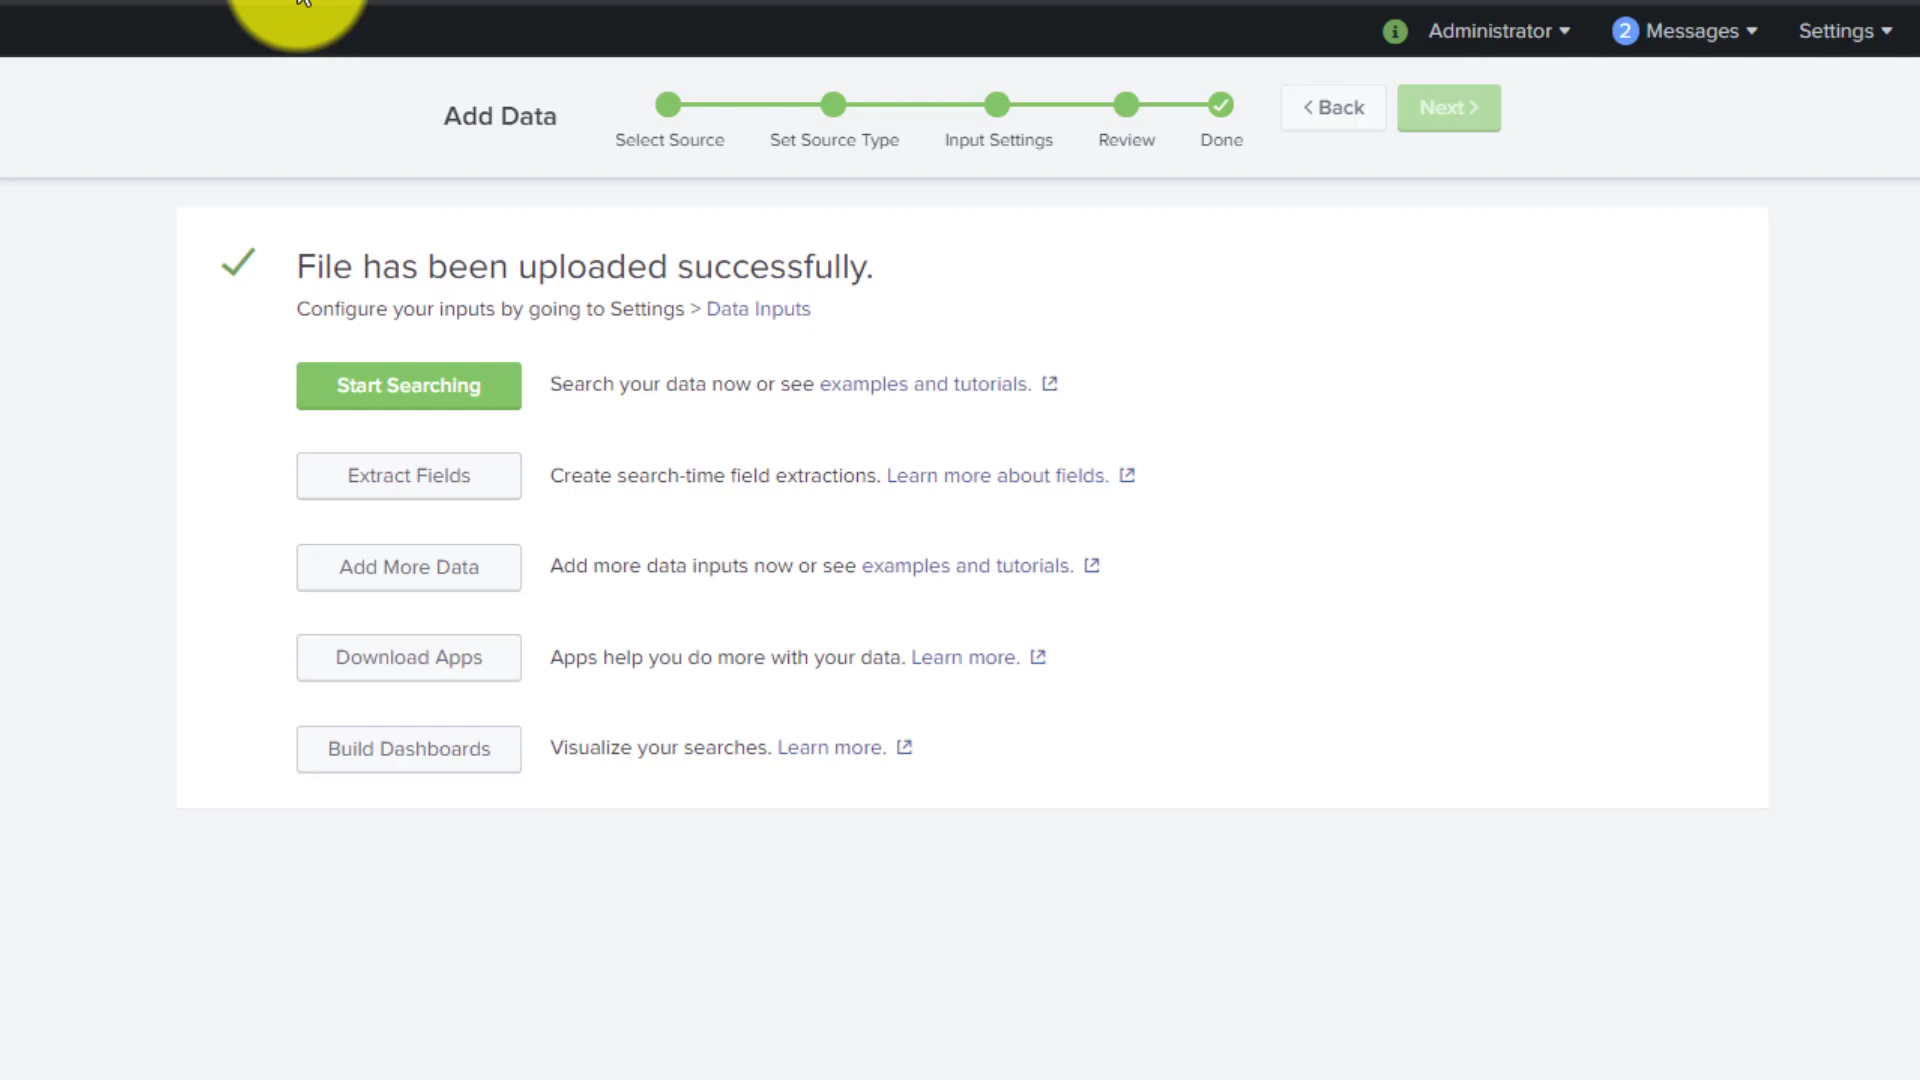 Administrator
2 Messages
Settings
Add Data
Select Source
Set Source Type
Input Settings
Review
Done
< Back
Next >
File has been uploaded successfully.
Configure your inputs by going to Settings > Data Inputs
Start Searching
Search your data now or see examples and tutorials.
Extract Fields
Create search-time field extractions. Learn more about fields.
Add More Data
Add more data inputs now or see examples and tutorials.
Download Apps
Apps help you do more with your data. Learn more.
Build Dashboards
Visualize your searches. Learn more.